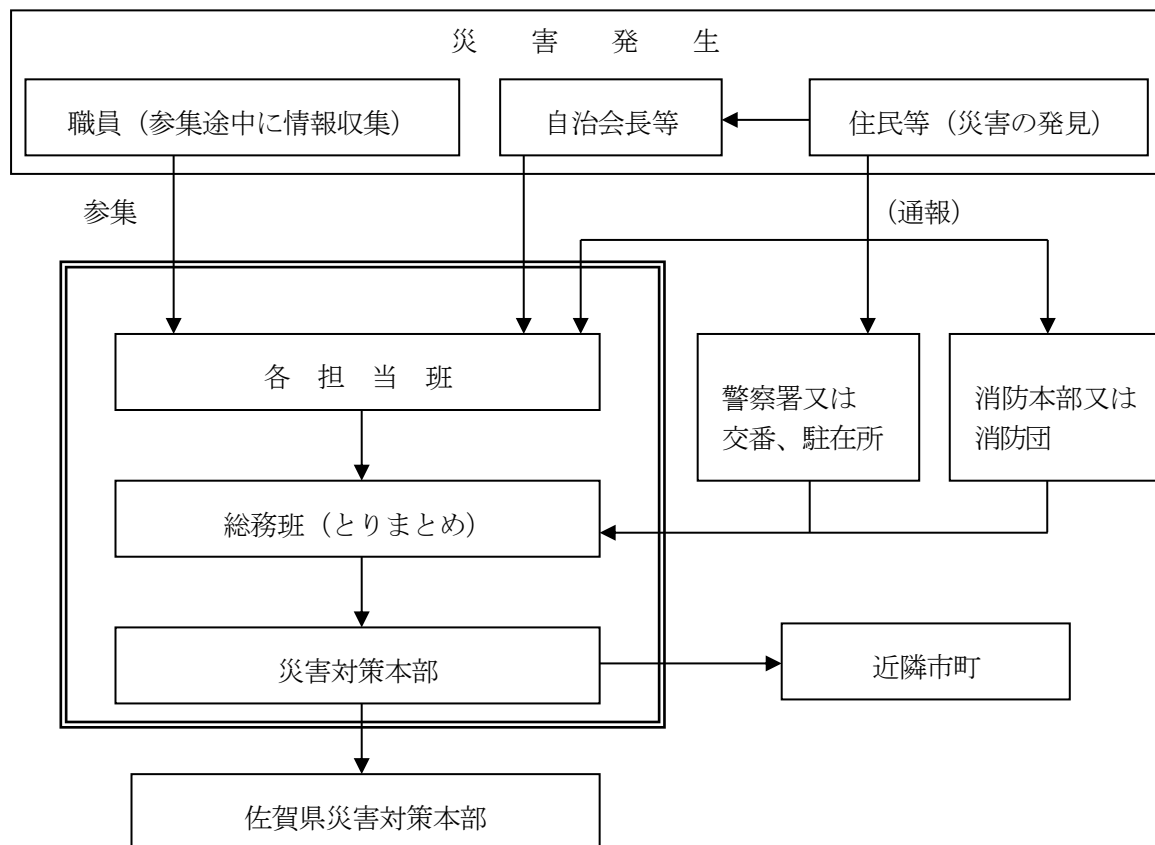 災　害　発　生
職員（参集途中に情報収集）
自治会長等
住民等（災害の発見）
参集
（通報）
各　担　当　班
警察署又は
交番、駐在所
消防本部又は
消防団
総務班（とりまとめ）
災害対策本部
近隣市町
佐賀県災害対策本部